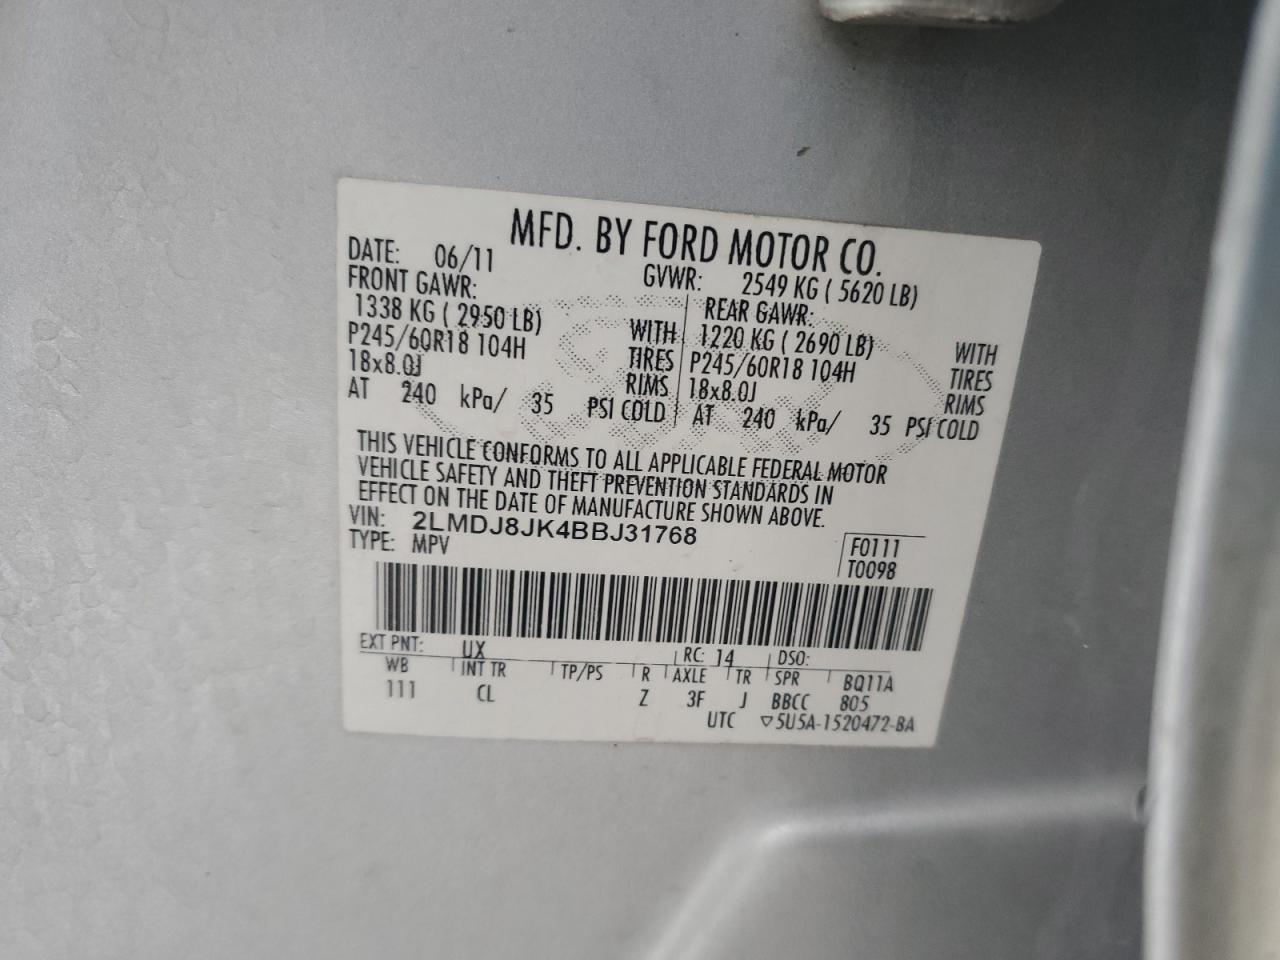 MFD. BY FORD MOTOR CO.
DATE: 06/11 GVWR: 2549 KG ( 5620 LB)
FRONT GAWR: REAR GAWR:
1338 KG ( 2950 LB) WITH 1220 KG ( 2690 LB) WITH
P245/60R18 104H TIRES P245/60R18 104H TIRES
18x8.0J RIMS 18x8.0J RIMS
AT 240 kPa/ 35 PSI COLD AT 240 kPa/ 35 PSI COLD
THIS VEHICLE CONFORMS TO ALL APPLICABLE FEDERAL MOTOR
VEHICLE SAFETY AND THEFT PREVENTION STANDARDS IN
EFFECT ON THE DATE OF MANUFACTURE SHOWN ABOVE.
VIN: 2LMDJ8JK4BBJ31768
TYPE: MPV
F0111
T0098
EXT PNT: UX RC: 14 DSO:
WB INT TR TP/PS R AXLE TR SPR BQ11A
111 CL Z 3F J BBCC 805
UTC ▽5U5A-1520472-BA